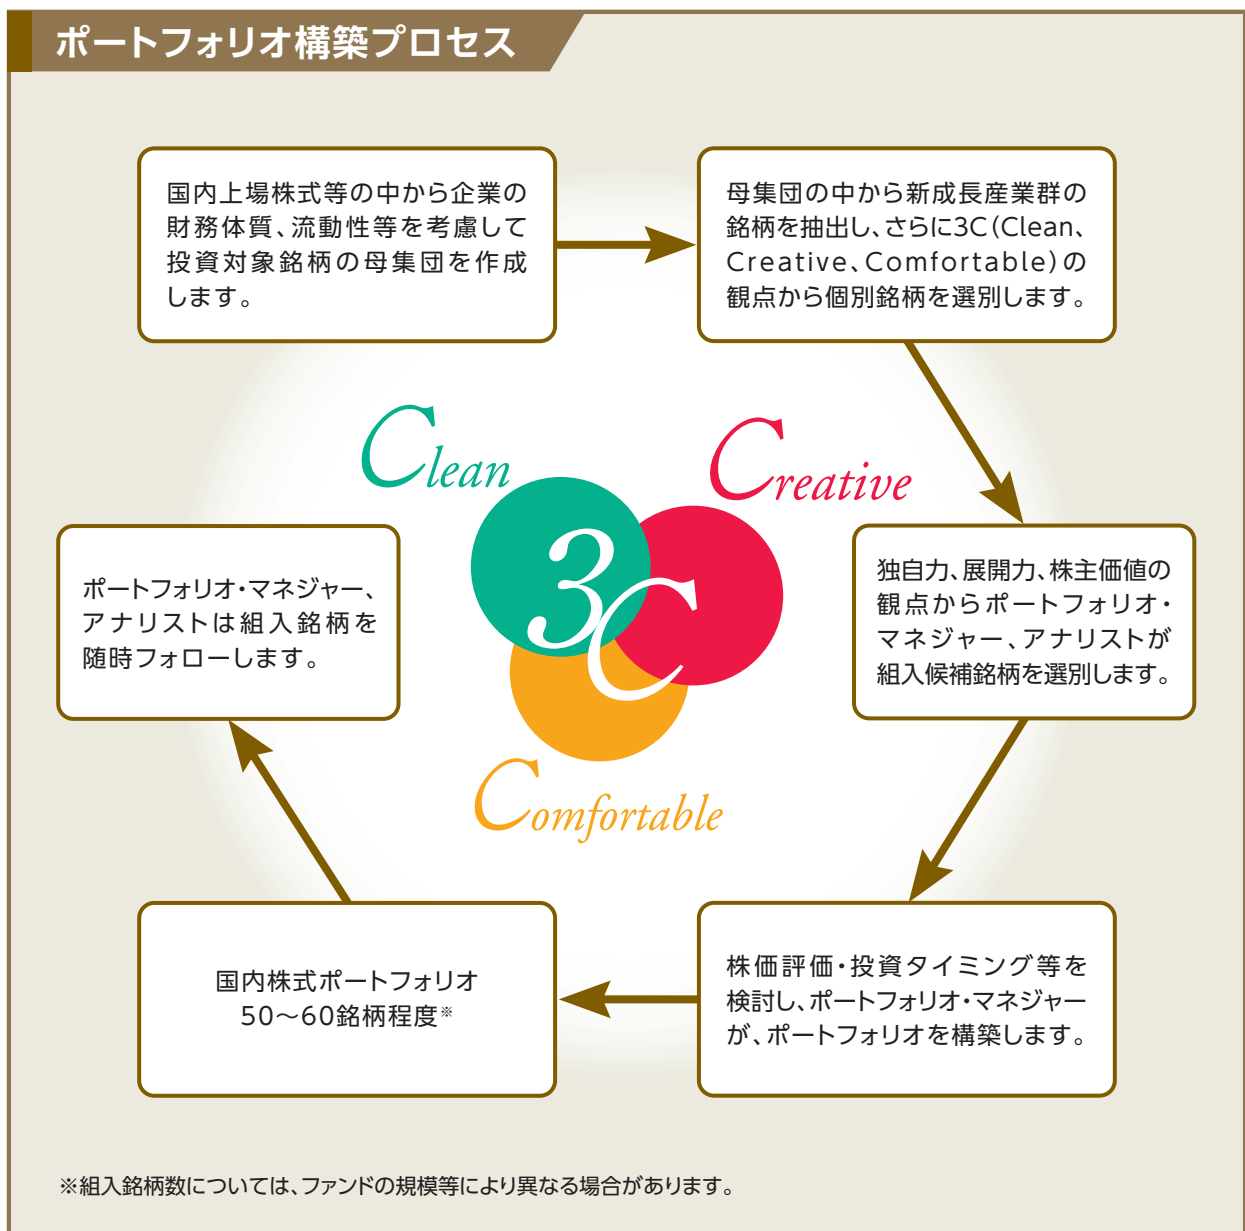 ポートフォリオ構築プロセス
国内上場株式等の中から企業の
財務体質、流動性等を考慮して
投資対象銘柄の母集団を作成
します。
母集団の中から新成長産業群の
銘柄を抽出し、さらに3C(Clean、
Creative、Comfortable)の
観点から個別銘柄を選別します。
Clean
Creative
3C
Comfortable
独自力、展開力、株主価値の
観点からポートフォリオ・
マネジャー、アナリストが
組入候補銘柄を選別します。
株価評価・投資タイミング等を
検討し、ポートフォリオ・マネジャー
が、ポートフォリオを構築します。
国内株式ポートフォリオ
50～60銘柄程度※
ポートフォリオ・マネジャー、
アナリストは組入銘柄を
随時フォローします。
※組入銘柄数については、ファンドの規模等により異なる場合があります。